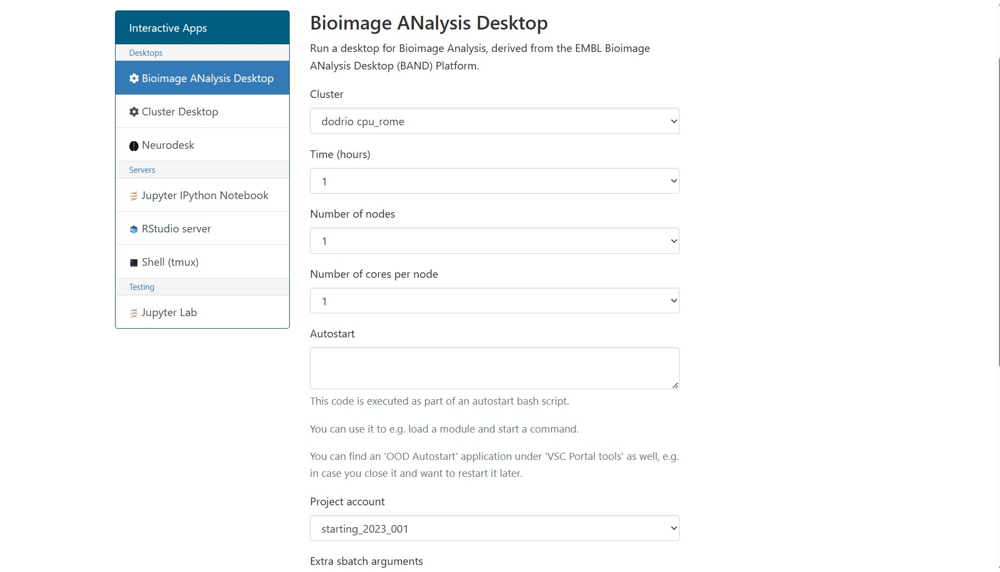 Interactive Apps
Desktops
Bioimage ANalysis Desktop
Cluster Desktop
Neurodesk
Servers
Jupyter IPython Notebook
RStudio server
Shell (tmux)
Testing
Jupyter Lab
Bioimage ANalysis Desktop
Run a desktop for Bioimage Analysis, derived from the EMBL Bioimage
ANalysis Desktop (BAND) Platform.
Cluster
dodrio cpu_rome
Time (hours)
1
Number of nodes
1
Number of cores per node
1
Autostart
This code is executed as part of an autostart bash script.
You can use it to e.g. load a module and start a command.
You can find an 'OOD Autostart' application under 'VSC Portal tools' as well, e.g.
in case you close it and want to restart it later.
Project account
starting_2023_001
Extra sbatch arguments